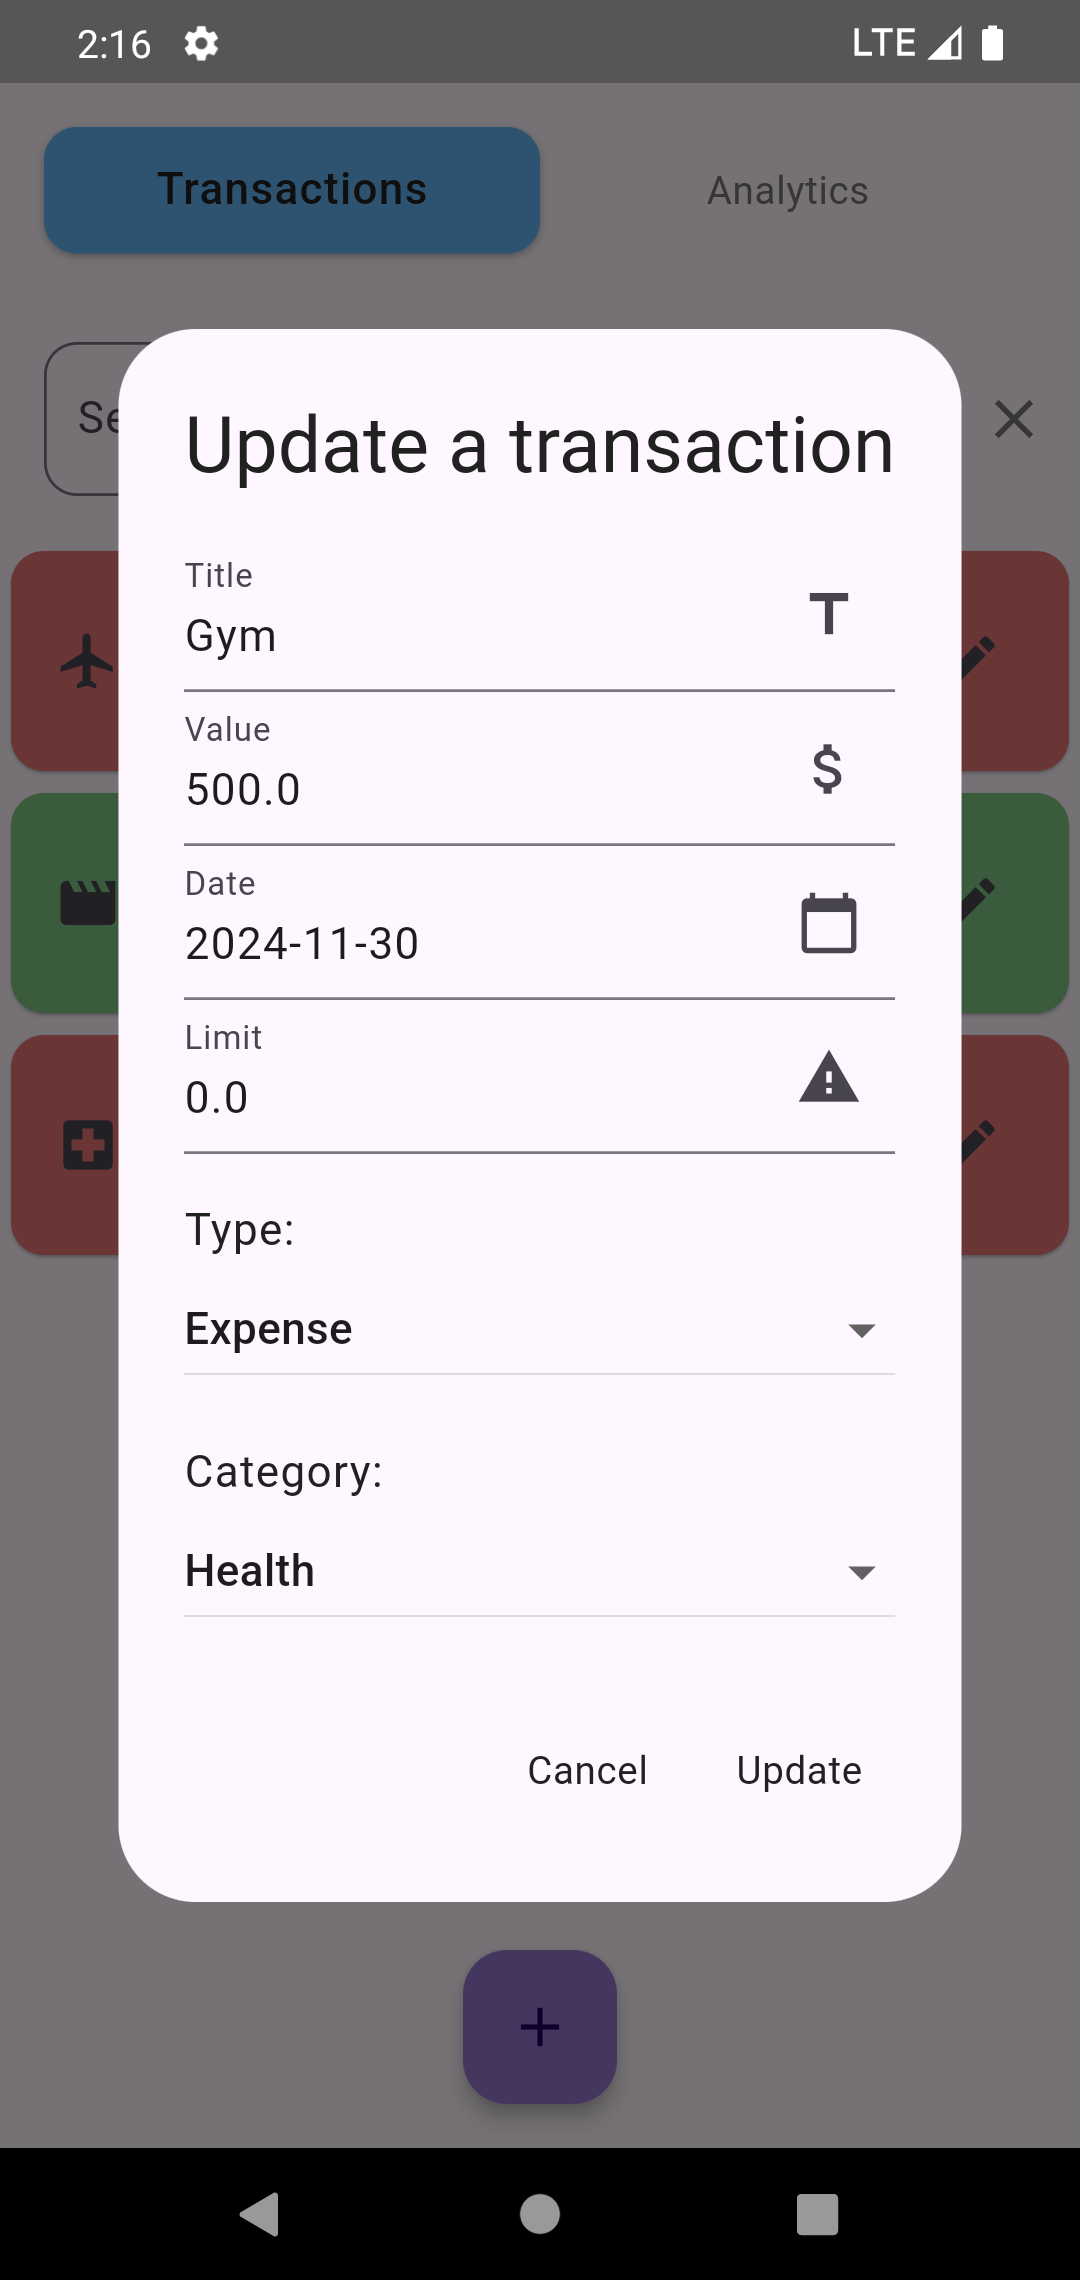 2:16 LTE
Transactions Analytics
Se
Update a transaction
Title
Gym
Value
500.0
Date
2024-11-30
Limit
0.0
Type:
Expense
Category:
Health
Cancel Update